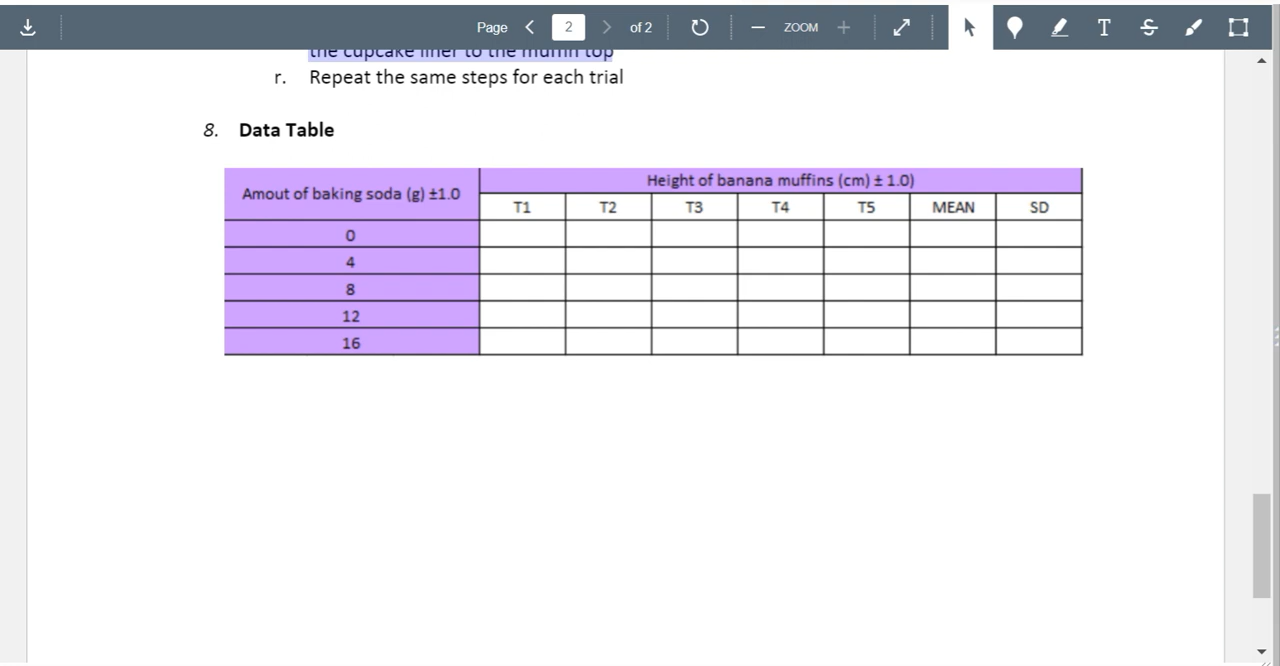 Page 2 of 2 ZOOM T S
the cupcake liner to the muffin top
r. Repeat the same steps for each trial
8. Data Table
Amout of baking soda (g) ±1.0 Height of banana muffins (cm) ± 1.0)
T1 T2 T3 T4 T5 MEAN SD
0
4
8
12
16